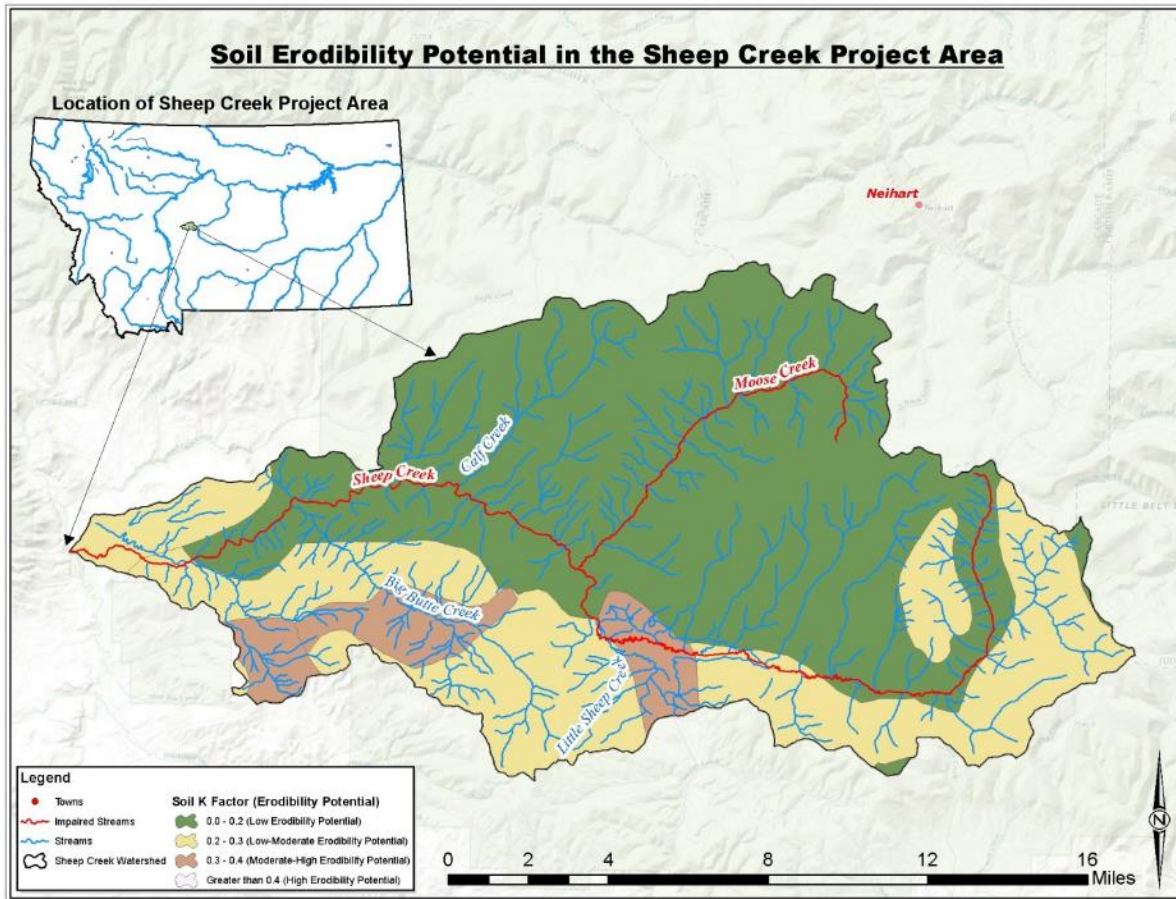 Soil Erodibility Potential in the Sheep Creek Project Area
Location of Sheep Creek Project Area
Neihart
Moose Creek
Calf Creek
Sheep Creek
LITTLE BELT
Big Butte Creek
Little Sheep Creek
Legend
Towns
Impaired Streams
Streams
Sheep Creek Watershed
Soil K Factor (Erodibility Potential)
0.0 - 0.2 (Low Erodibility Potential)
0.2 - 0.3 (Low-Moderate Erodibility Potential)
0.3 - 0.4 (Moderate-High Erodibility Potential)
Greater than 0.4 (High Erodibility Potential)
0 2 4 8 12 16
Miles
N